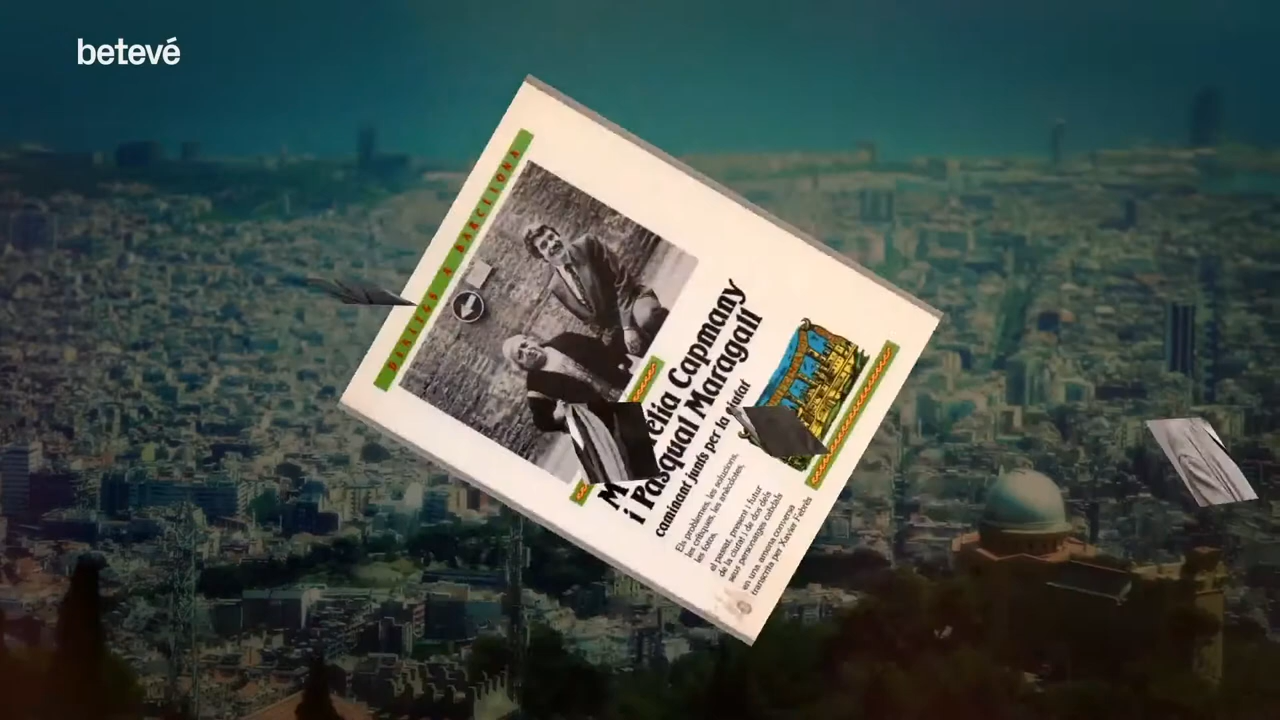 betevé
DIÀLEGS A BARCELONA
i Pasqual Maragall
caminant junts per la ciutat
Els problemes, les solucions,
les crítiques, les anècdotes,
les fotos,
el passat, present i futur
de la ciutat i de dos dels
seus personatges cabdals
en una amena conversa
transcrita per Xavier Febrés
Capmany